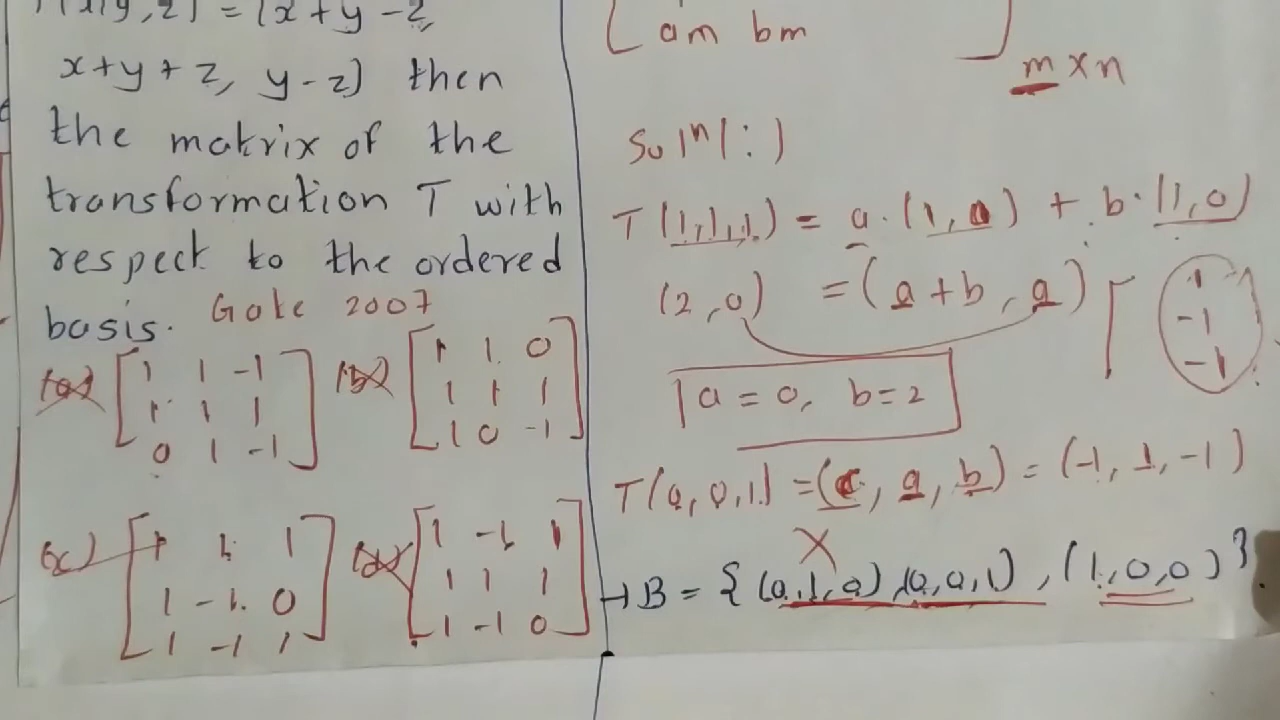 T(x,y,z) = (x+y-z,
x+y+z, y-z) then
the matrix of the
transformation T with
respect to the ordered
basis. Gate 2007
(a) [1 1 -1
1 1 1
0 1 -1]
(b) [1 1 0
1 1 1
1 0 -1]
(c) [1 1 1
1 -1 0
1 -1 1]
(d) [1 -1 1
1 1 1
1 -1 0]
[am bm ] m×n
Soln(:)
T(1,1,1) = a.(1,1) + b.(1,0)
(2,0) = (a+b, a)
a = 0, b=2
[1
-1
-1
T(0,0,1) = (c, a, b) = (-1, 1, -1)
X
→ B = {(0,1,0), (0,0,1), (1,0,0)}